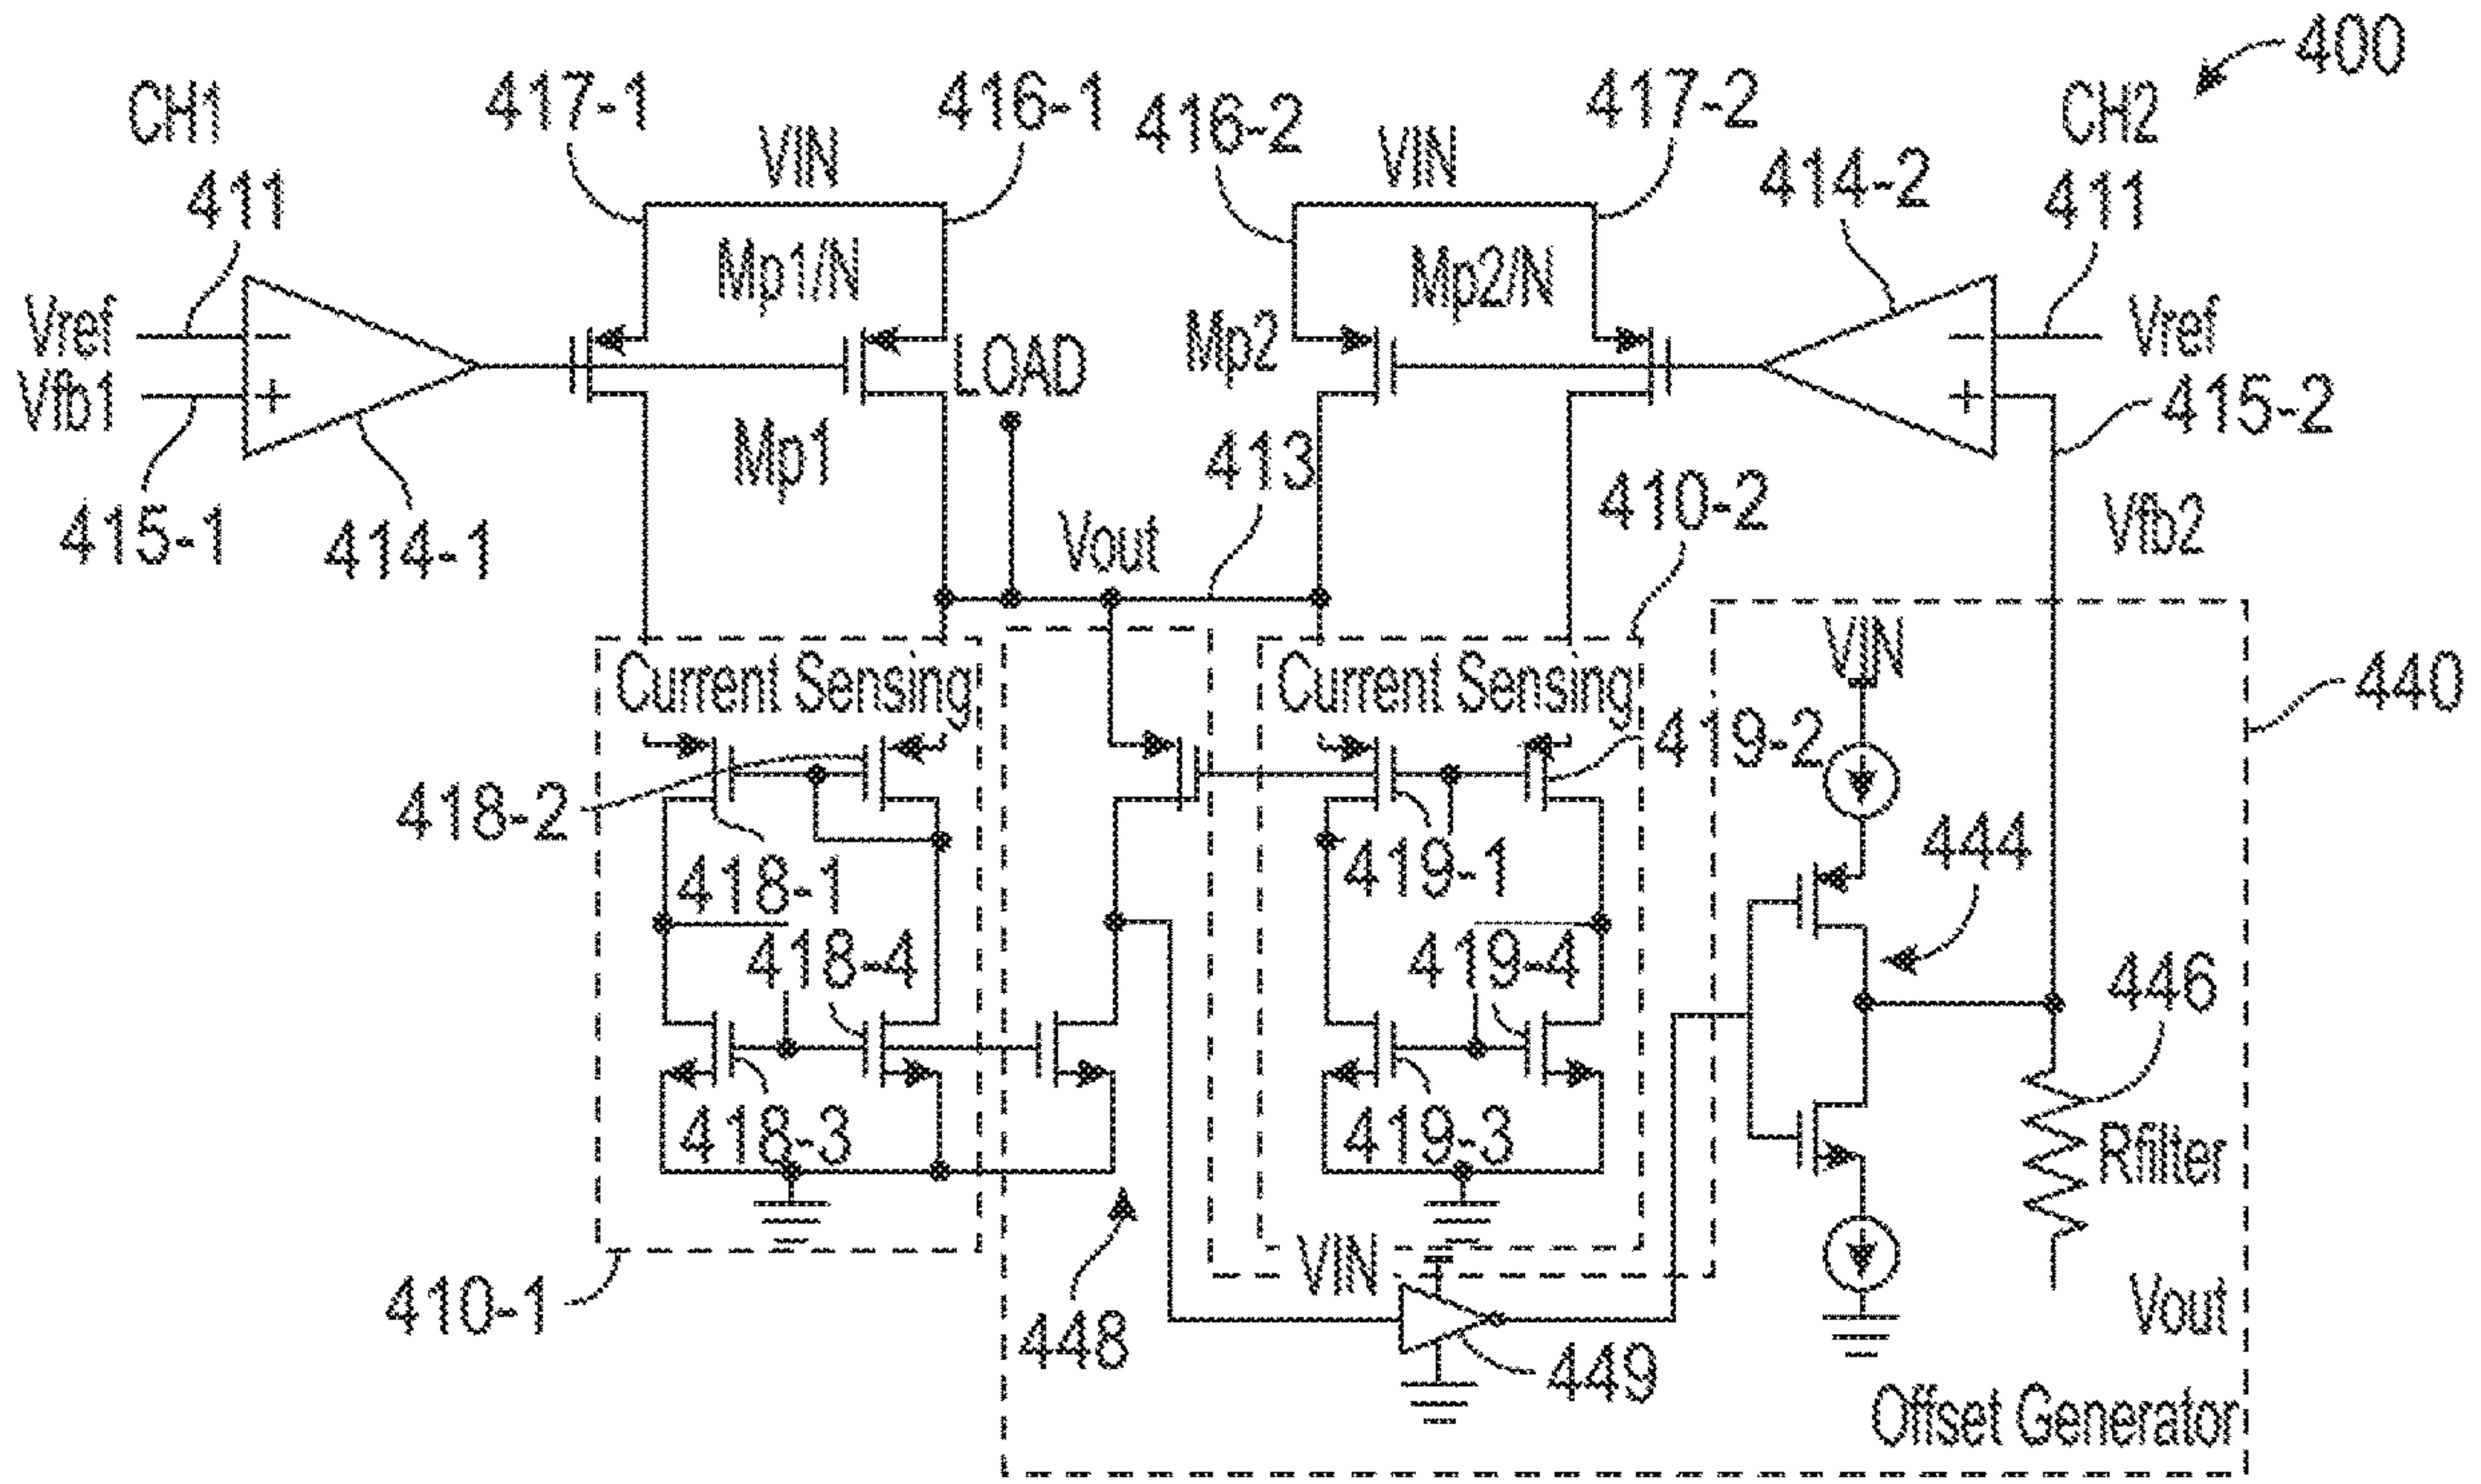 400
CH1
417-1
416-1
416-2
417-2
CH2
411
VIN
VIN
414-2
411
Mp1/N
Mp2/N
Vref
−
LOAD
Mp2
−
Vref
Vfb1
+
+
415-2
Mp1
413
415-1
414-1
Vout
410-2
Vfb2
VIN
Current Sensing
Current Sensing
440
419-2
418-2
444
418-1
419-1
418-4
419-4
446
418-3
419-3
Rfilter
VIN
410-1
448
449
Vout
Offset Generator